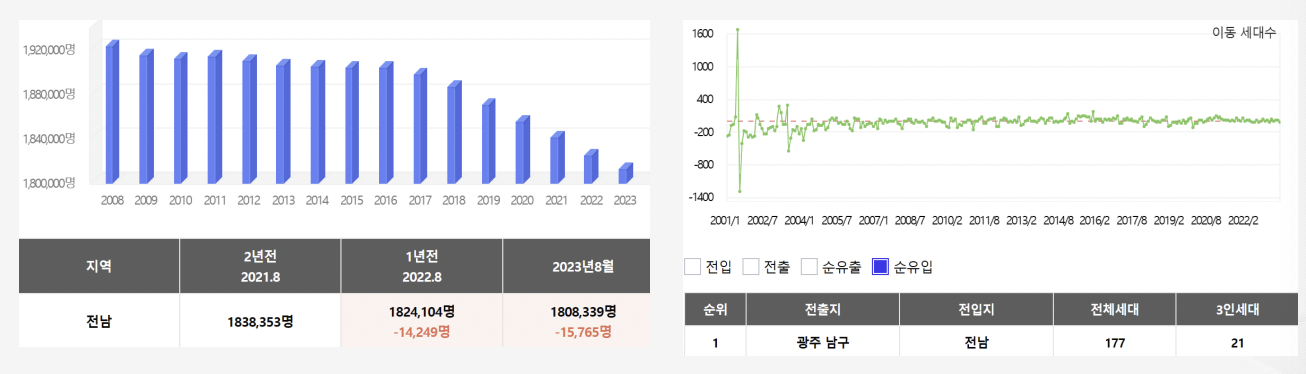 1,920,000명
1,880,000명
1,840,000명
1,800,000명
2008 2009 2010 2011 2012 2013 2014 2015 2016 2017 2018 2019 2020 2021 2022 2023
지역 2년전 2021.8 1년전 2022.8 2023년8월
전남 1838,353명 1824,104명 -14,249명 1808,339명 -15,765명
이동 세대수
1600
1000
400
-200
-800
-1400
2001/1 2002/7 2004/1 2005/7 2007/1 2008/7 2010/2 2011/8 2013/2 2014/8 2016/2 2017/8 2019/2 2020/8 2022/2
전입 전출 순유출 순유입
순위 전출지 전입지 전체세대 3인세대
1 광주 남구 전남 177 21